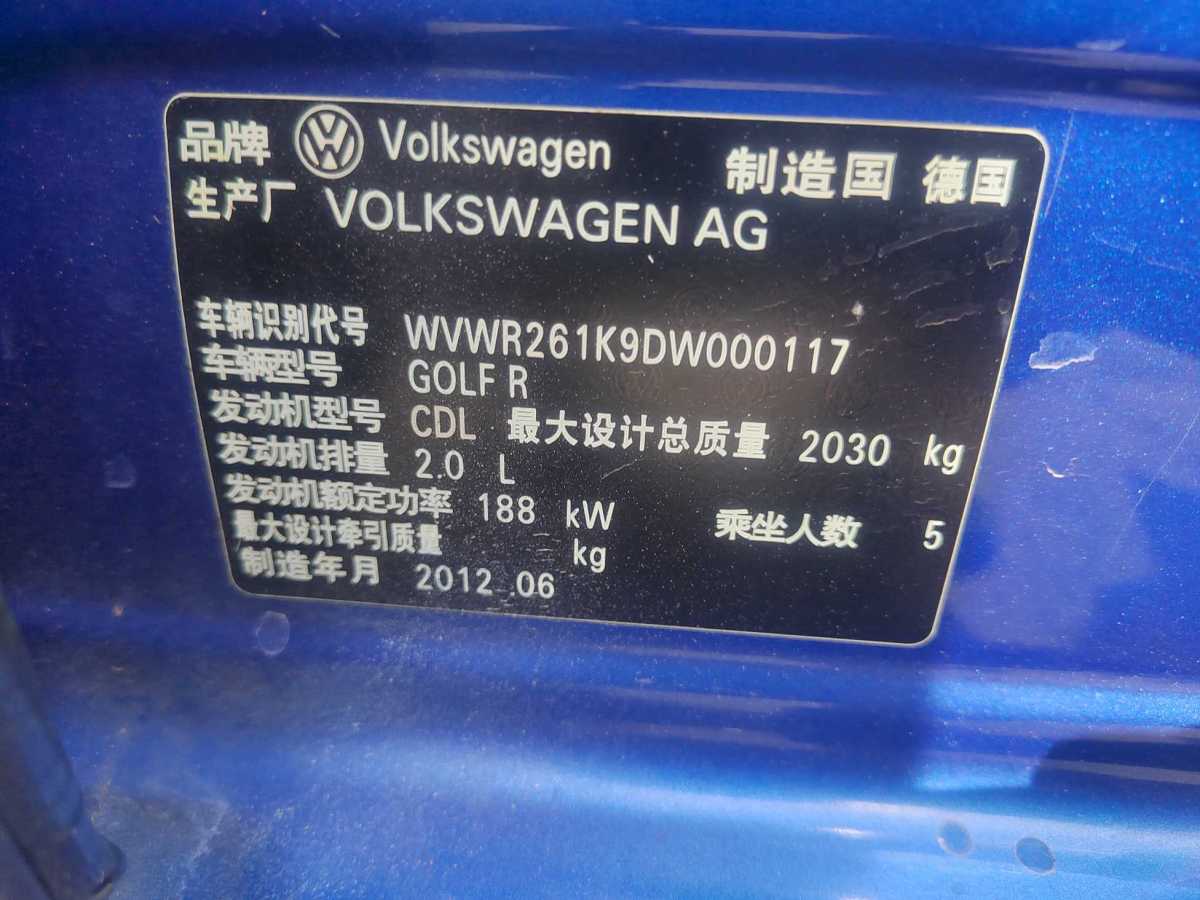 品牌 Volkswagen 制造国 德国
生产厂 VOLKSWAGEN AG
车辆识别代号 WVWR261K9DW000117
车辆型号 GOLF R
发动机型号 CDL 最大设计总质量 2030 kg
发动机排量 2.0 L
发动机额定功率 188 kW 乘坐人数 5
最大设计牵引质量 kg
制造年月 2012 .06